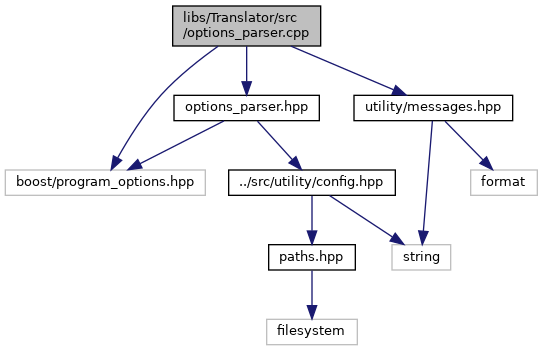 libs/Translator/src
/options_parser.cpp
options_parser.hpp
utility/messages.hpp
boost/program_options.hpp
../src/utility/config.hpp
format
paths.hpp
string
filesystem